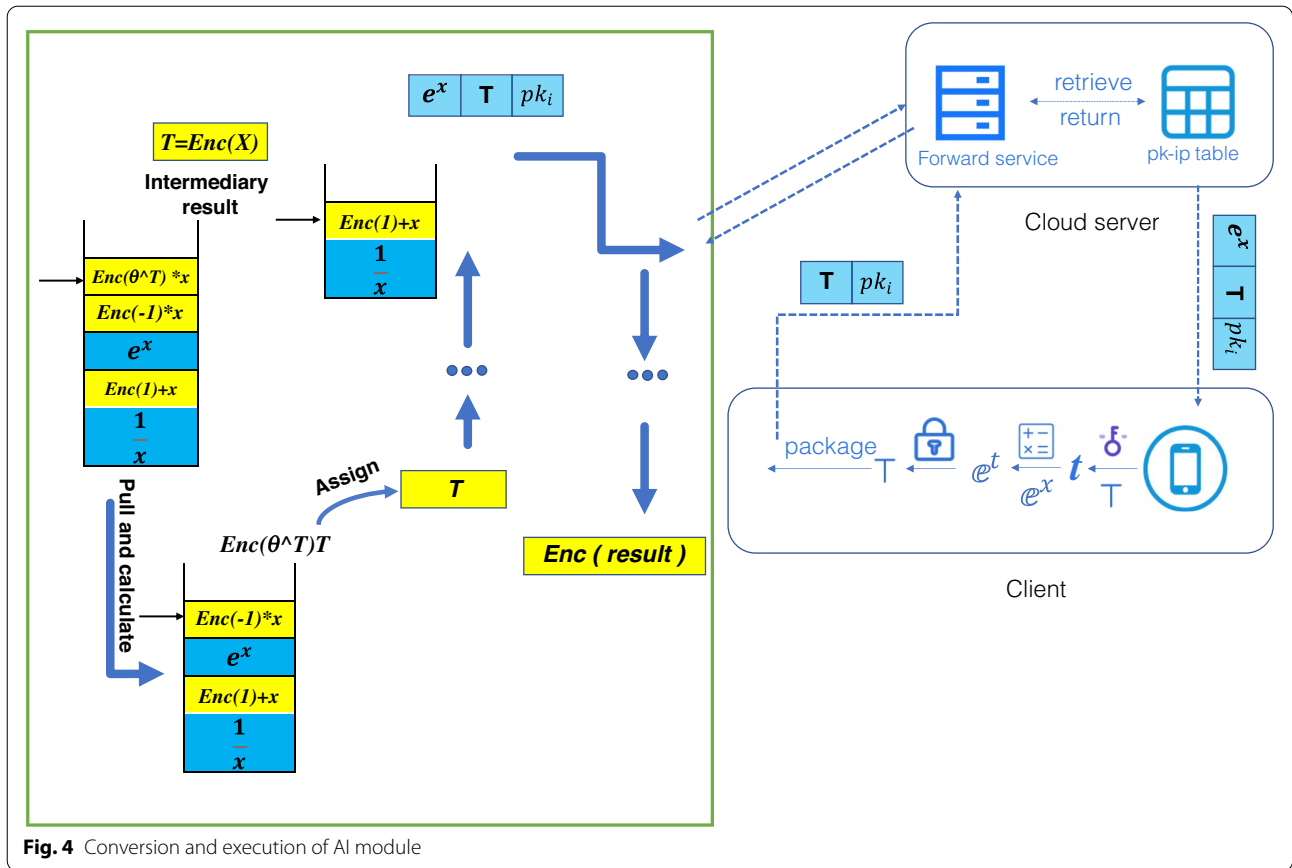 e^x T pk_i
T=Enc(X)
Intermediary
result
Enc(1)+x
1
x
Enc(θ^T) *x
Enc(-1)*x
e^x
Enc(1)+x
1
x
Pull and calculate
Enc(θ^T)T
Assign
T
Enc(-1)*x
e^x
Enc(1)+x
1
x
Enc ( result )
retrieve
return
Forward service
pk-ip table
Cloud server
e^x T pk_i
T pk_i
package
T
e^t
e^x
t
T
Client
Fig. 4 Conversion and execution of AI module